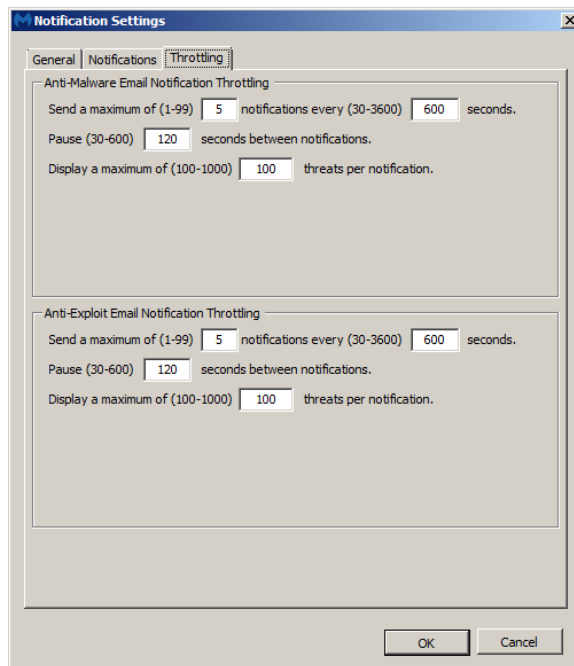 Notification Settings
General Notifications Throttling
Anti-Malware Email Notification Throttling
Send a maximum of (1-99) 5 notifications every (30-3600) 600 seconds.
Pause (30-600) 120 seconds between notifications.
Display a maximum of (100-1000) 100 threats per notification.
Anti-Exploit Email Notification Throttling
Send a maximum of (1-99) 5 notifications every (30-3600) 600 seconds.
Pause (30-600) 120 seconds between notifications.
Display a maximum of (100-1000) 100 threats per notification.
OK Cancel